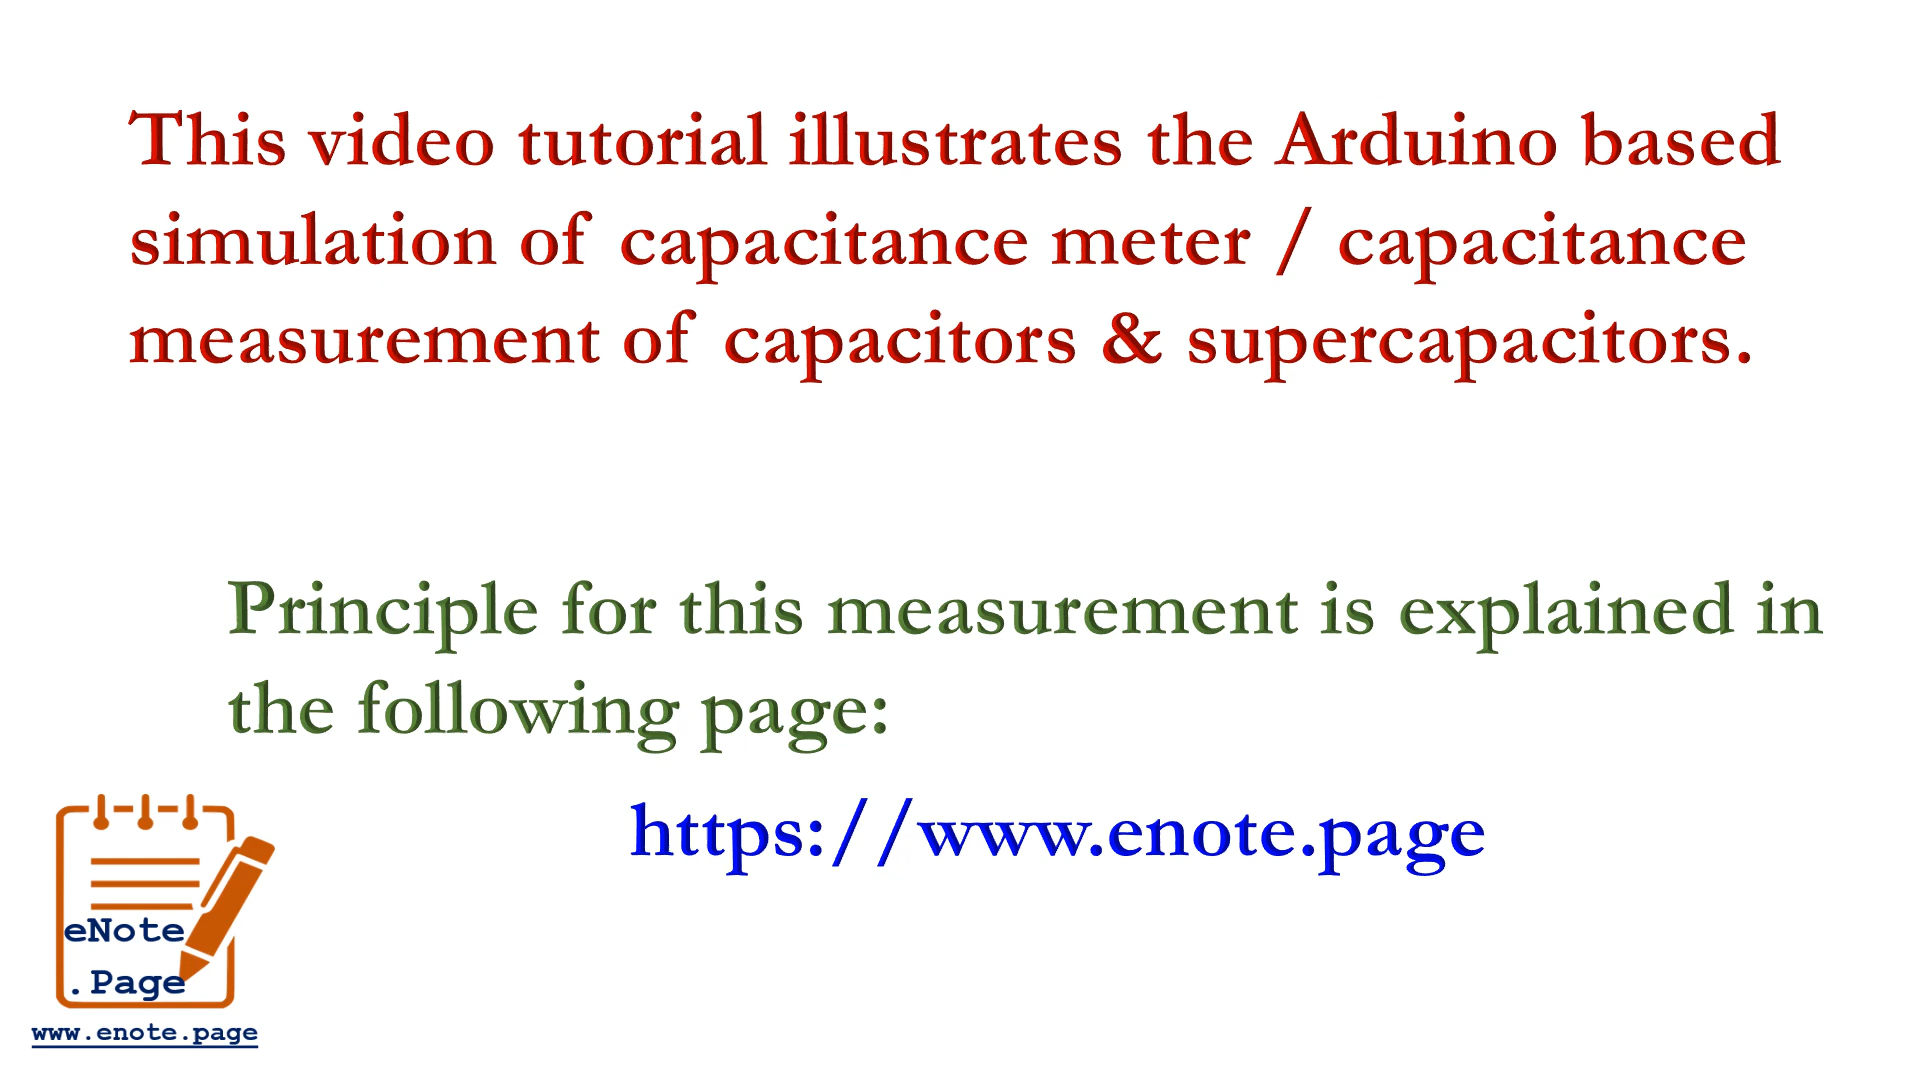 This video tutorial illustrates the Arduino based
simulation of capacitance meter / capacitance
measurement of capacitors & supercapacitors.
Principle for this measurement is explained in
the following page:
https://www.enote.page
eNote
.Page
www.enote.page